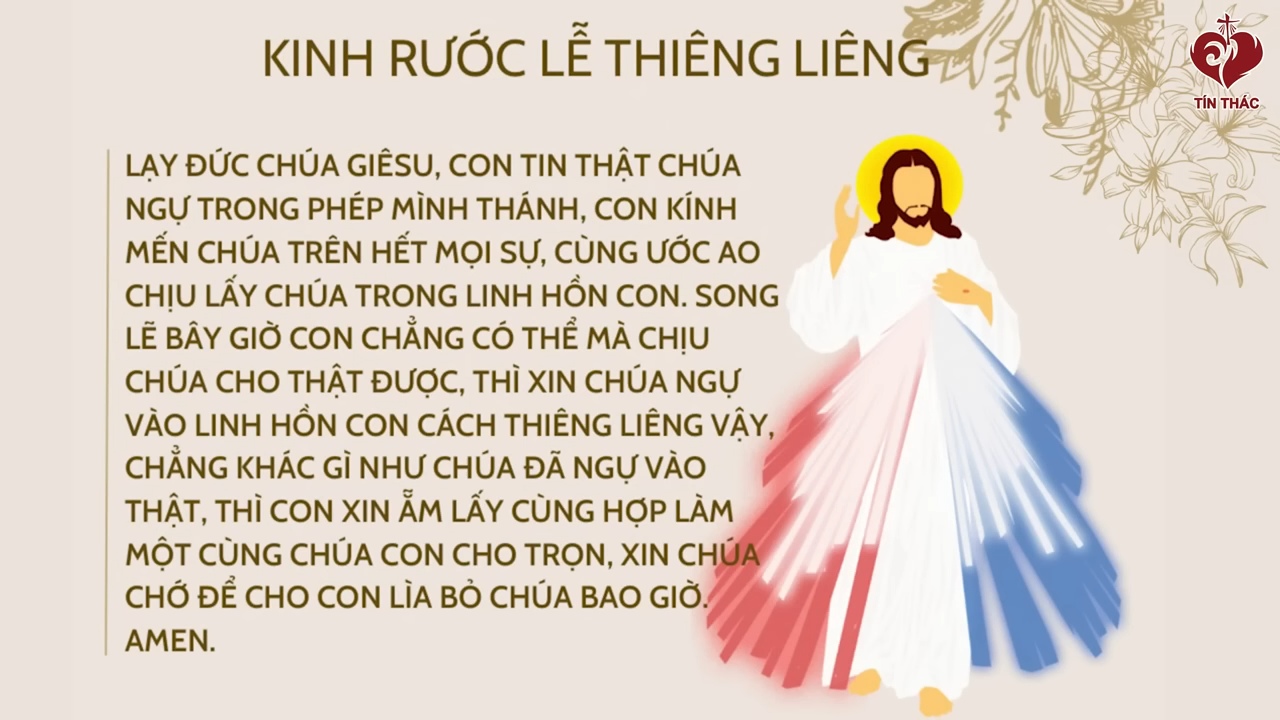 KINH RƯỚC LỄ THIÊNG LIÊNG
TÍN THÁC
LẠY ĐỨC CHÚA GIÊSU, CON TIN THẬT CHÚA
NGỰ TRONG PHÉP MÌNH THÁNH, CON KÍNH
MẾN CHÚA TRÊN HẾT MỌI SỰ, CÙNG ƯỚC AO
CHỊU LẤY CHÚA TRONG LINH HỒN CON. SONG
LẼ BÂY GIỜ CON CHẲNG CÓ THỂ MÀ CHỊU
CHÚA CHO THẬT ĐƯỢC, THÌ XIN CHÚA NGỰ
VÀO LINH HỒN CON CÁCH THIÊNG LIÊNG VẬY,
CHẲNG KHÁC GÌ NHƯ CHÚA ĐÃ NGỰ VÀO
THẬT, THÌ CON XIN ẴM LẤY CÙNG HỢP LÀM
MỘT CÙNG CHÚA CON CHO TRỌN, XIN CHÚA
CHỚ ĐỂ CHO CON LÌA BỎ CHÚA BAO GIỜ.
AMEN.